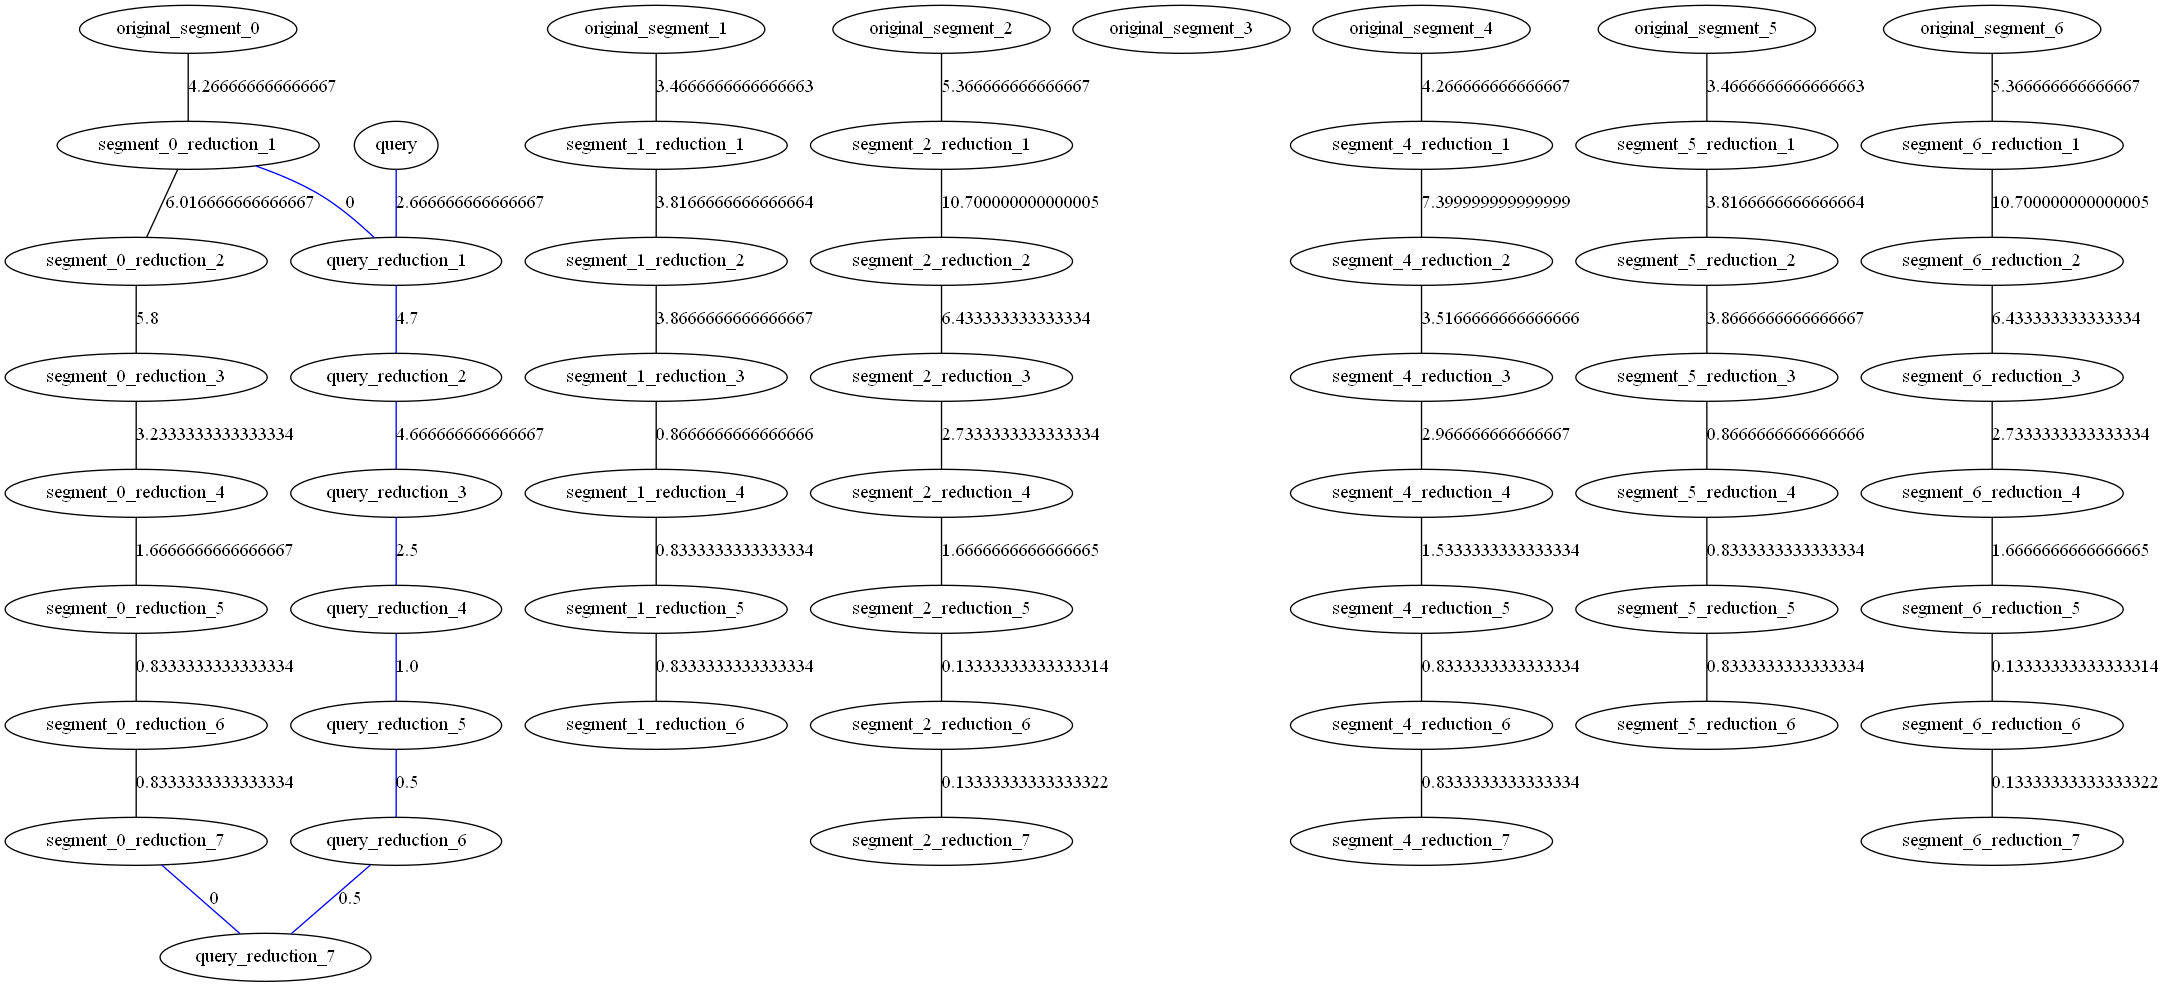 original_segment_0
original_segment_1
original_segment_2
original_segment_3
original_segment_4
original_segment_5
original_segment_6
4.266666666666667
3.4666666666666663
5.366666666666667
4.266666666666667
3.4666666666666663
5.366666666666667
segment_0_reduction_1
query
segment_1_reduction_1
segment_2_reduction_1
segment_4_reduction_1
segment_5_reduction_1
segment_6_reduction_1
6.016666666666667
0
2.666666666666667
3.8166666666666664
10.700000000000005
7.399999999999999
3.8166666666666664
10.700000000000005
segment_0_reduction_2
query_reduction_1
segment_1_reduction_2
segment_2_reduction_2
segment_4_reduction_2
segment_5_reduction_2
segment_6_reduction_2
5.8
4.7
3.8666666666666667
6.433333333333334
3.5166666666666666
3.8666666666666667
6.433333333333334
segment_0_reduction_3
query_reduction_2
segment_1_reduction_3
segment_2_reduction_3
segment_4_reduction_3
segment_5_reduction_3
segment_6_reduction_3
3.2333333333333334
4.666666666666667
0.8666666666666666
2.7333333333333334
2.966666666666667
0.8666666666666666
2.7333333333333334
segment_0_reduction_4
query_reduction_3
segment_1_reduction_4
segment_2_reduction_4
segment_4_reduction_4
segment_5_reduction_4
segment_6_reduction_4
1.6666666666666667
2.5
0.8333333333333334
1.6666666666666665
1.5333333333333334
0.8333333333333334
1.6666666666666665
segment_0_reduction_5
query_reduction_4
segment_1_reduction_5
segment_2_reduction_5
segment_4_reduction_5
segment_5_reduction_5
segment_6_reduction_5
0.8333333333333334
1.0
0.8333333333333334
0.13333333333333314
0.8333333333333334
0.8333333333333334
0.13333333333333314
segment_0_reduction_6
query_reduction_5
segment_1_reduction_6
segment_2_reduction_6
segment_4_reduction_6
segment_5_reduction_6
segment_6_reduction_6
0.8333333333333334
0.5
0.13333333333333322
0.8333333333333334
0.13333333333333322
segment_0_reduction_7
query_reduction_6
segment_2_reduction_7
segment_4_reduction_7
segment_6_reduction_7
0
0.5
query_reduction_7